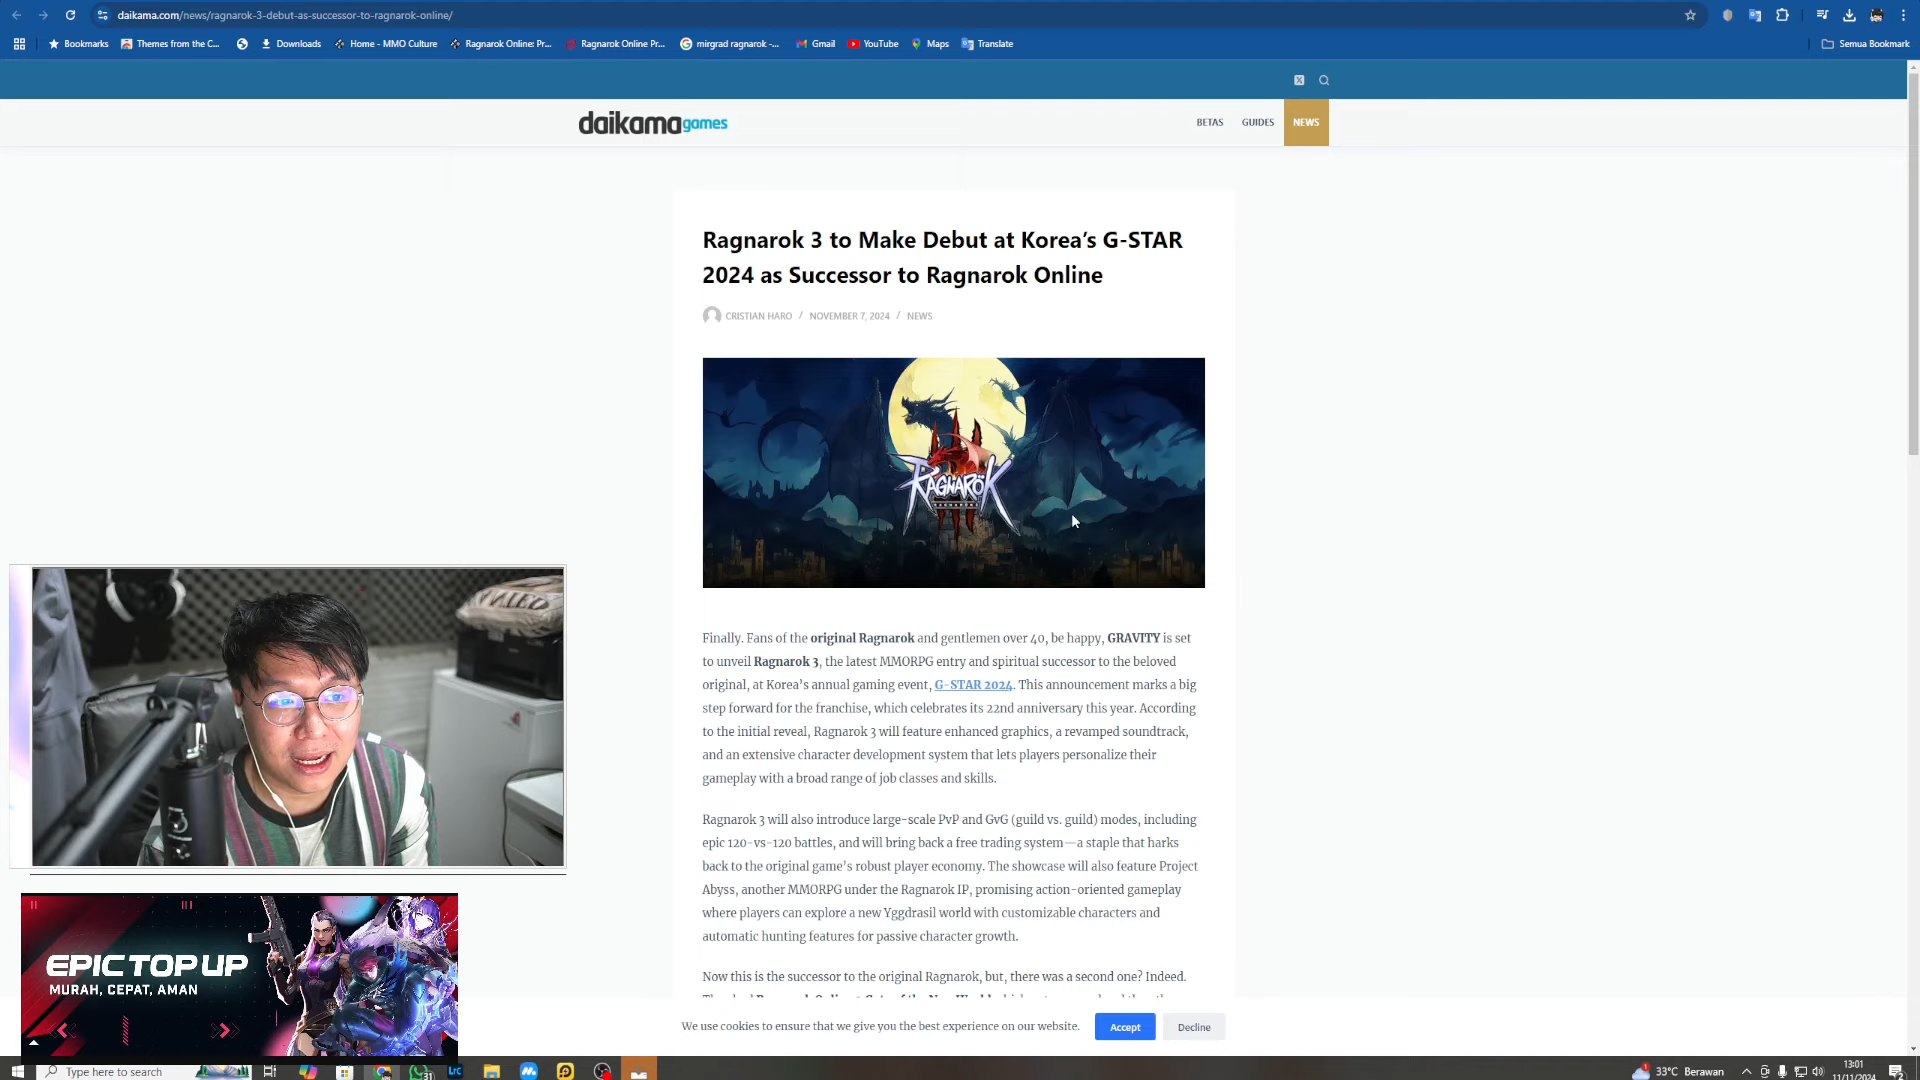 daikama.com/news/ragnarok-3-debut-as-successor-to-ragnarok-online/
Bookmarks
Themes from the C...
Downloads
Home - MMO Culture
Ragnarok Online: Pr...
Ragnarok Online Pr...
mirgrad ragnarok -...
Gmail
YouTube
Maps
Translate
Semua Bookmark
daikamagames
BETAS
GUIDES
NEWS
Ragnarok 3 to Make Debut at Korea's G-STAR
2024 as Successor to Ragnarok Online
CRISTIAN HARO / NOVEMBER 7, 2024 / NEWS
RAGNARÖK
Finally. Fans of the original Ragnarok and gentlemen over 40, be happy, GRAVITY is set
to unveil Ragnarok 3, the latest MMORPG entry and spiritual successor to the beloved
original, at Korea's annual gaming event, G-STAR 2024. This announcement marks a big
step forward for the franchise, which celebrates its 22nd anniversary this year. According
to the initial reveal, Ragnarok 3 will feature enhanced graphics, a revamped soundtrack,
and an extensive character development system that lets players personalize their
gameplay with a broad range of job classes and skills.
Ragnarok 3 will also introduce large-scale PvP and GvG (guild vs. guild) modes, including
epic 120-vs-120 battles, and will bring back a free trading system—a staple that harks
back to the original game's robust player economy. The showcase will also feature Project
Abyss, another MMORPG under the Ragnarok IP, promising action-oriented gameplay
where players can explore a new Yggdrasil world with customizable characters and
automatic hunting features for passive character growth.
Now this is the successor to the original Ragnarok, but, there was a second one? Indeed.
We use cookies to ensure that we give you the best experience on our website.
Accept
Decline
EPIC TOP UP
MURAH, CEPAT, AMAN
Type here to search
LrC
31
33°C Berawan
13:01
11/11/2024